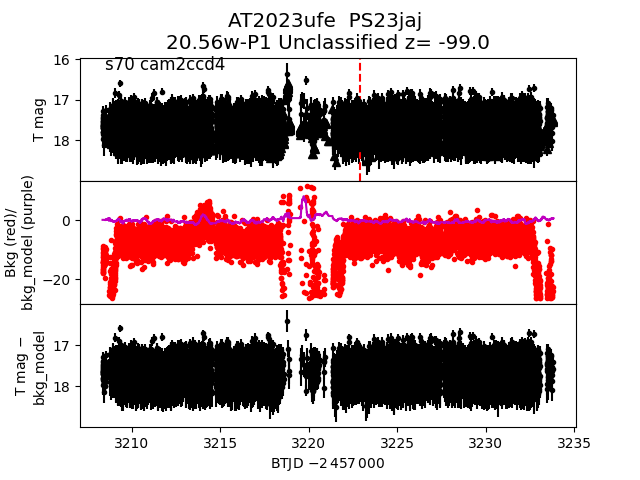 AT2023ufe PS23jaj
20.56w-P1 Unclassified z= -99.0
s70 cam2ccd4
16
17
18
T mag
0
−20
Bkg (red)/
bkg_model (purple)
17
18
T mag −
bkg_model
3210 3215 3220 3225 3230 3235
BTJD −2 457 000